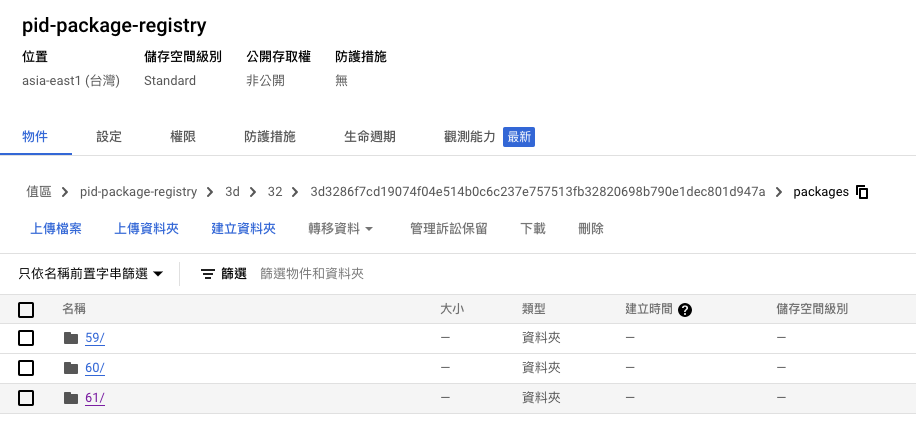 pid-package-registry
位置 儲存空間級別 公開存取權 防護措施
asia-east1 (台灣) Standard 非公開 無
物件 設定 權限 防護措施 生命週期 觀測能力 最新
值區 pid-package-registry 3d 32 3d3286f7cd19074f04e514b0c6c237e757513fb32820698b790e1dec801d947a packages
上傳檔案 上傳資料夾 建立資料夾 轉移資料 管理訴訟保留 下載 刪除
只依名稱前置字串篩選 篩選 篩選物件和資料夾
名稱 大小 類型 建立時間 ? 儲存空間級別
59/ — 資料夾 — —
60/ — 資料夾 — —
61/ — 資料夾 — —